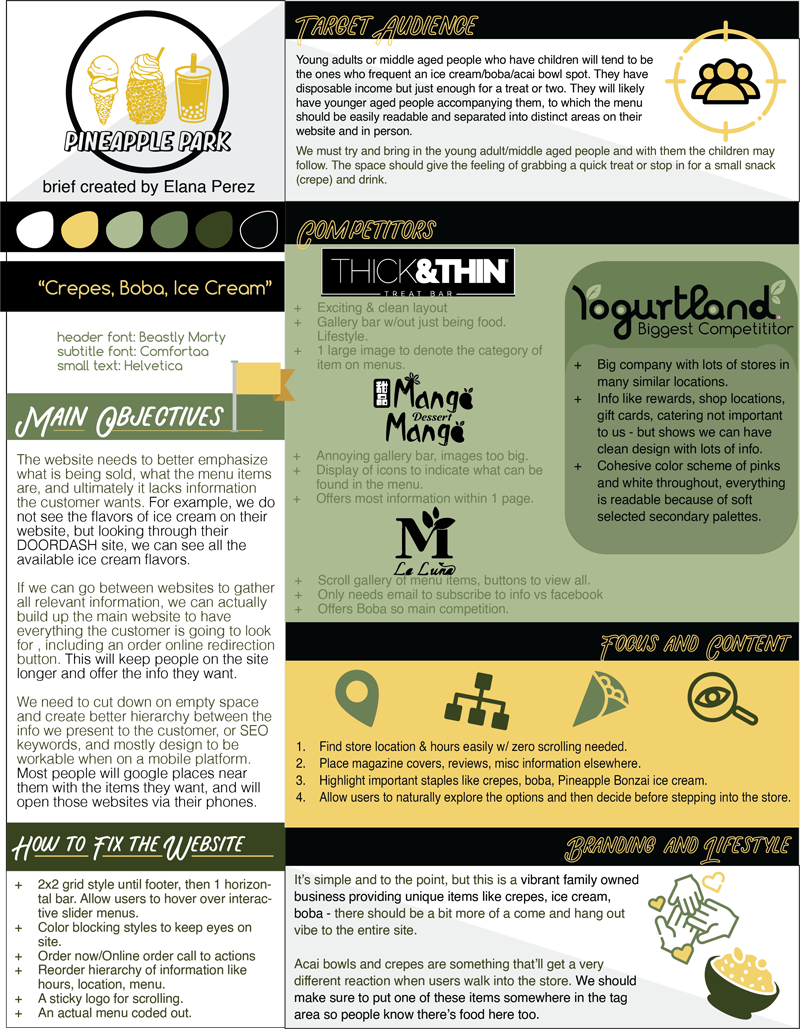 PINEAPPLE PARK
brief created by Elana Perez
“Crepes, Boba, Ice Cream”
header font: Beastly Morty
subtitle font: Comfortaa
small text: Helvetica
Main Objectives
The website needs to better emphasize
what is being sold, what the menu items
are, and ultimately it lacks information
the customer wants. For example, we do
not see the flavors of ice cream on their
website, but looking through their
DOORDASH site, we can see all the
available ice cream flavors.
If we can go between websites to gather
all relevant information, we can actually
build up the main website to have
everything the customer is going to look
for , including an order online redirection
button. This will keep people on the site
longer and offer the info they want.
We need to cut down on empty space
and create better hierarchy between the
info we present to the customer, or SEO
keywords, and mostly design to be
workable when on a mobile platform.
Most people will google places near
them with the items they want, and will
open those websites via their phones.
How to Fix the Website
+ 2x2 grid style until footer, then 1 horizon-
tal bar. Allow users to hover over interac-
tive slider menus.
+ Color blocking styles to keep eyes on
site.
+ Order now/Online order call to actions
+ Reorder hierarchy of information like
hours, location, menu.
+ A sticky logo for scrolling.
+ An actual menu coded out.
Target Audience
Young adults or middle aged people who have children will tend to be
the ones who frequent an ice cream/boba/acai bowl spot. They have
disposable income but just enough for a treat or two. They will likely
have younger aged people accompanying them, to which the menu
should be easily readable and separated into distinct areas on their
website and in person.
We must try and bring in the young adult/middle aged people and with them the children may
follow. The space should give the feeling of grabbing a quick treat or stop in for a small snack
(crepe) and drink.
Competitors
THICK&THIN
TREAT BAR
+ Exciting & clean layout
+ Gallery bar w/out just being food.
Lifestyle.
+ 1 large image to denote the category of
item on menus.
甜品 Mango
Dessert
Mango
+ Annoying gallery bar, images too big.
+ Display of icons to indicate what can be
found in the menu.
+ Offers most information within 1 page.
M
La Luna
+ Scroll gallery of menu items, buttons to view all.
+ Only needs email to subscribe to info vs facebook
+ Offers Boba so main competition.
Yogurtland
Biggest Competititor
+ Big company with lots of stores in
many similar locations.
+ Info like rewards, shop locations,
gift cards, catering not important
to us - but shows we can have
clean design with lots of info.
+ Cohesive color scheme of pinks
and white throughout, everything
is readable because of soft
selected secondary palettes.
Focus and Content
1. Find store location & hours easily w/ zero scrolling needed.
2. Place magazine covers, reviews, misc information elsewhere.
3. Highlight important staples like crepes, boba, Pineapple Bonzai ice cream.
4. Allow users to naturally explore the options and then decide before stepping into the store.
Branding and Lifestyle
It’s simple and to the point, but this is a vibrant family owned
business providing unique items like crepes, ice cream,
boba - there should be a bit more of a come and hang out
vibe to the entire site.
Acai bowls and crepes are something that’ll get a very
different reaction when users walk into the store. We should
make sure to put one of these items somewhere in the tag
area so people know there’s food here too.